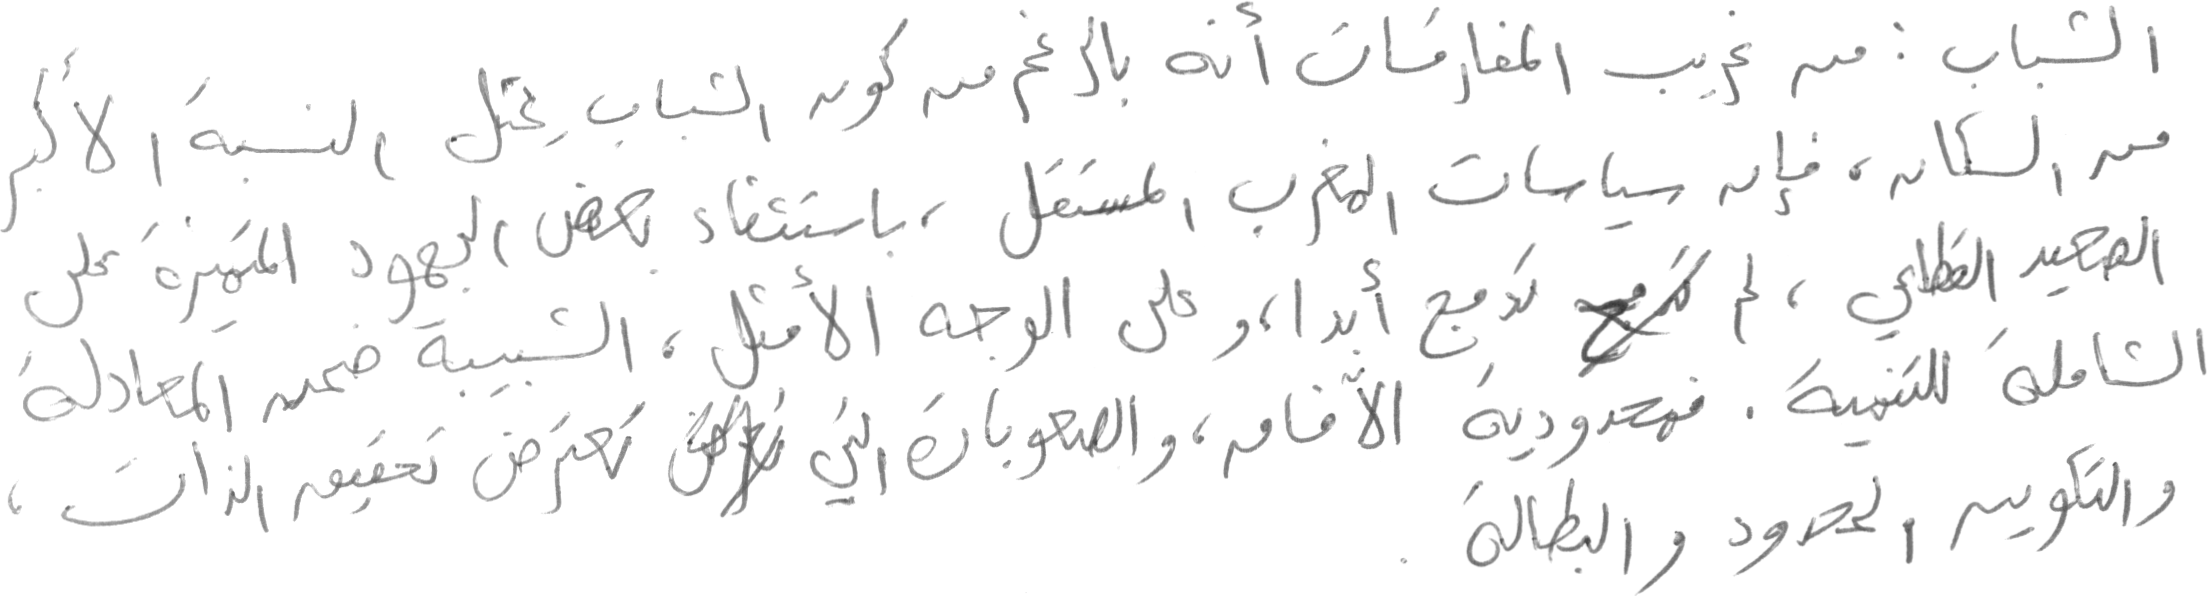 الشباب : من غريب المفارقات أنه بالرغم من كون الشباب يمثل النسبة الأكبر
من السكان ، فإن سياسات المغرب المستقل ، باستثناء بعض الجهود المتميزة على
الصعيد القطاعي ، لم تدمج أبدا ، وعلى الوجه الأمثل ، الشبيبة ضمن المعادلة
الشاملة للتنمية . فمحدودية الآفاق ، والصعوبات التي تعترض تحقيق الذات ،
والتكوين المحدود والبطالة .